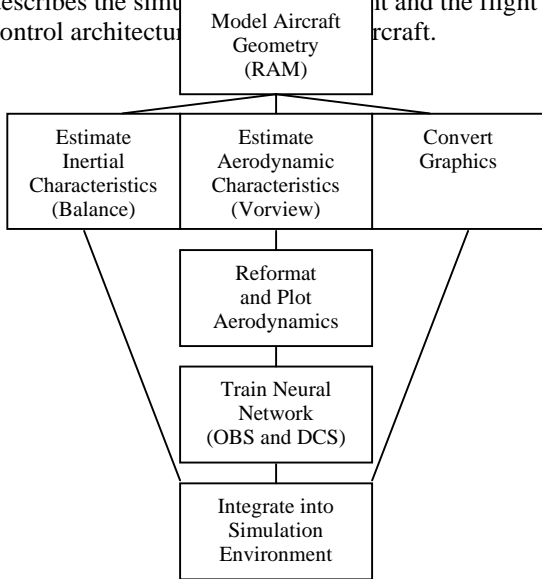 escribes the simu
nt and the flight
ontrol architectur
rcraft.
Model Aircraft
Geometry
(RAM)
Estimate
Inertial
Characteristics
(Balance)
Estimate
Aerodynamic
Characteristics
(Vorview)
Convert
Graphics
Reformat
and Plot
Aerodynamics
Train Neural
Network
(OBS and DCS)
Integrate into
Simulation
Environment